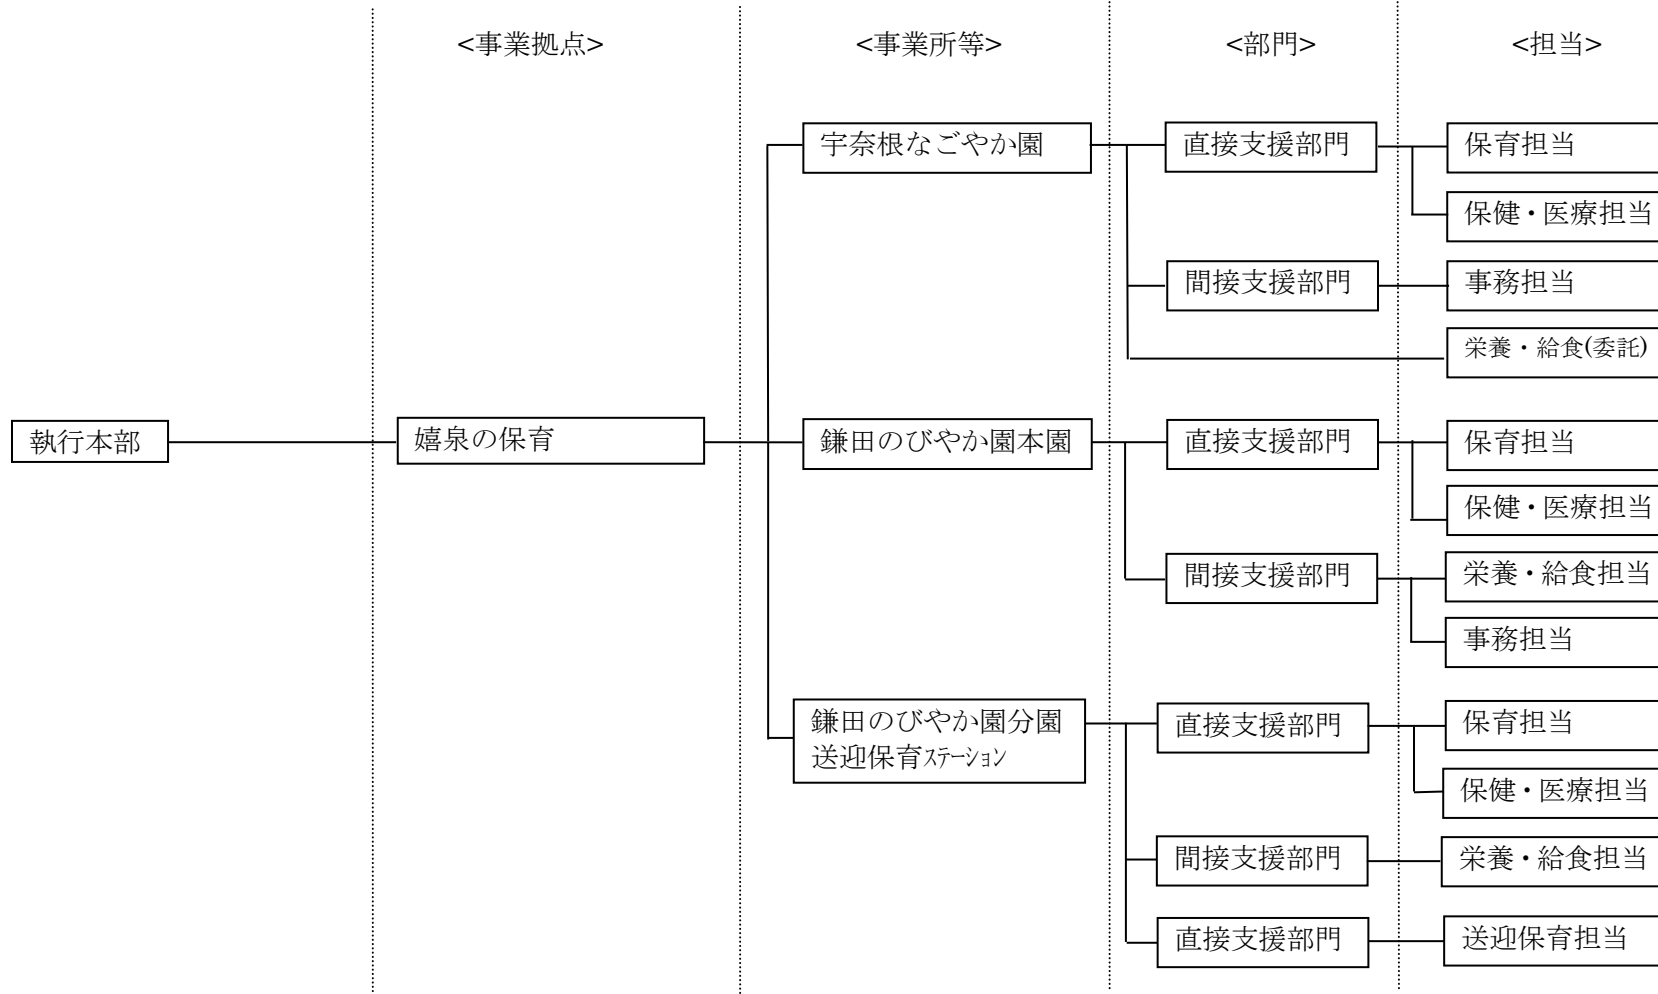 <事業拠点>
<事業所等>
<部門>
<担当>
宇奈根なごやか園
直接支援部門
保育担当
保健・医療担当
間接支援部門
事務担当
栄養・給食(委託)
執行本部
嬉泉の保育
鎌田のびやか園本園
直接支援部門
保育担当
保健・医療担当
間接支援部門
栄養・給食担当
事務担当
鎌田のびやか園分園
送迎保育ｽﾃｰｼｮﾝ
直接支援部門
保育担当
保健・医療担当
間接支援部門
栄養・給食担当
直接支援部門
送迎保育担当